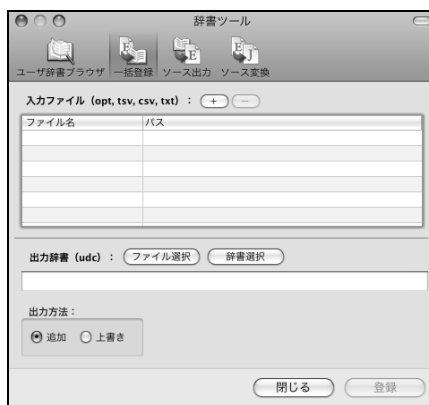 辞書ツール
ユーザ辞書ブラウザ 一括登録 ソース出力 ソース変換
入力ファイル（opt, tsv, csv, txt）： + −
ファイル名 パス
出力辞書（udc）： ファイル選択 辞書選択
出力方法：
追加 上書き
閉じる 登録